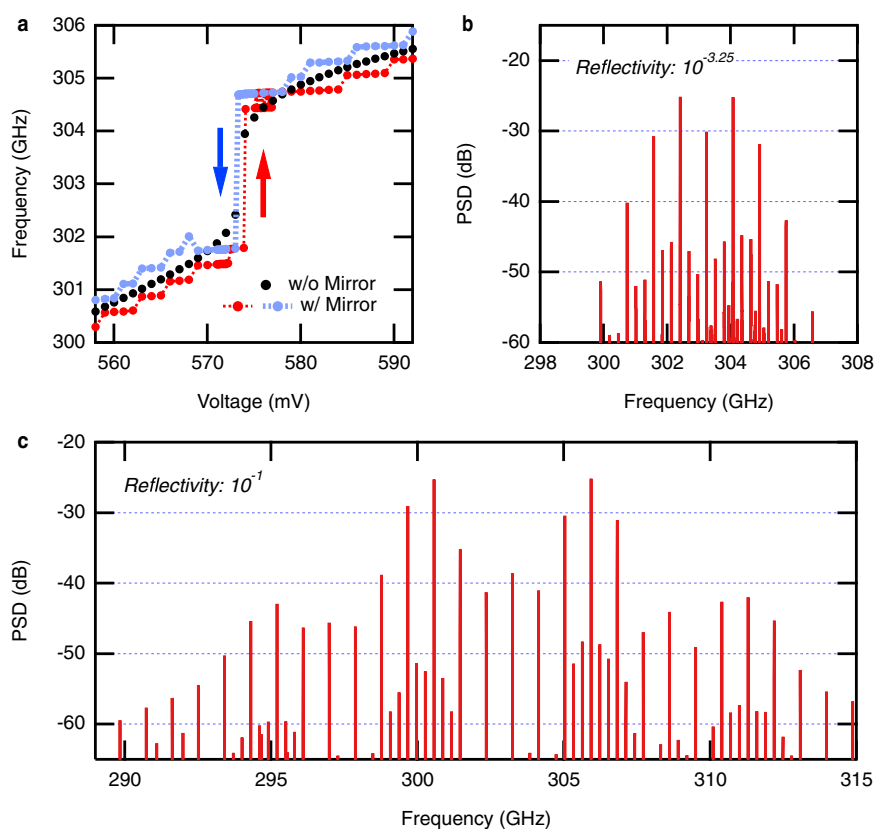 a
306
305
304
303
302
301
300
Frequency (GHz)
560
570
580
590
Voltage (mV)
w/o Mirror
w/ Mirror
b
-20
-30
-40
-50
-60
PSD (dB)
Reflectivity: 10^-3.25
298
300
302
304
306
308
Frequency (GHz)
c
-20
-30
-40
-50
-60
PSD (dB)
Reflectivity: 10^-1
290
295
300
305
310
315
Frequency (GHz)